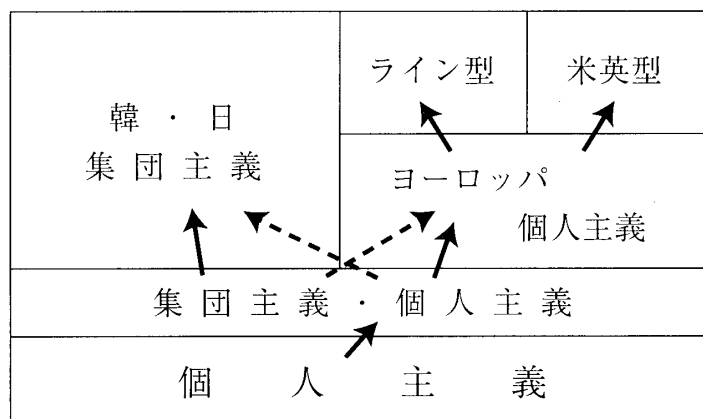 ライン型
米英型
韓・日
集団主義
ヨーロッパ
個人主義
集団主義・個人主義
個人主義